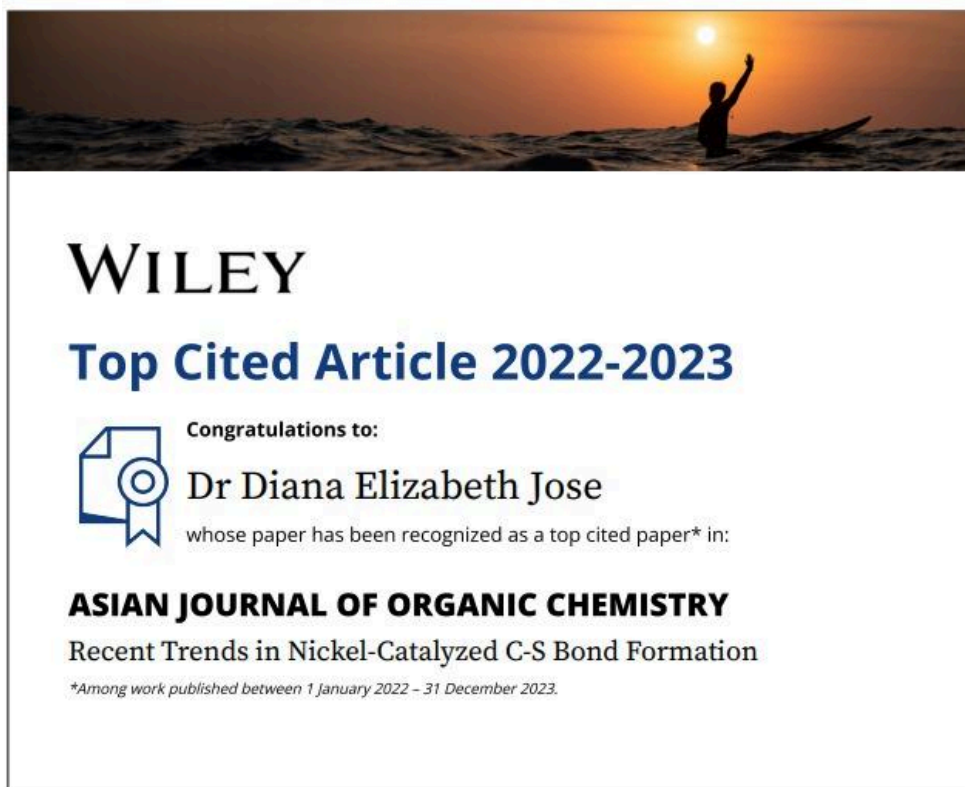 WILEY
Top Cited Article 2022-2023
Congratulations to:
Dr Diana Elizabeth Jose
whose paper has been recognized as a top cited paper* in:
ASIAN JOURNAL OF ORGANIC CHEMISTRY
Recent Trends in Nickel-Catalyzed C-S Bond Formation
*Among work published between 1 January 2022 – 31 December 2023.